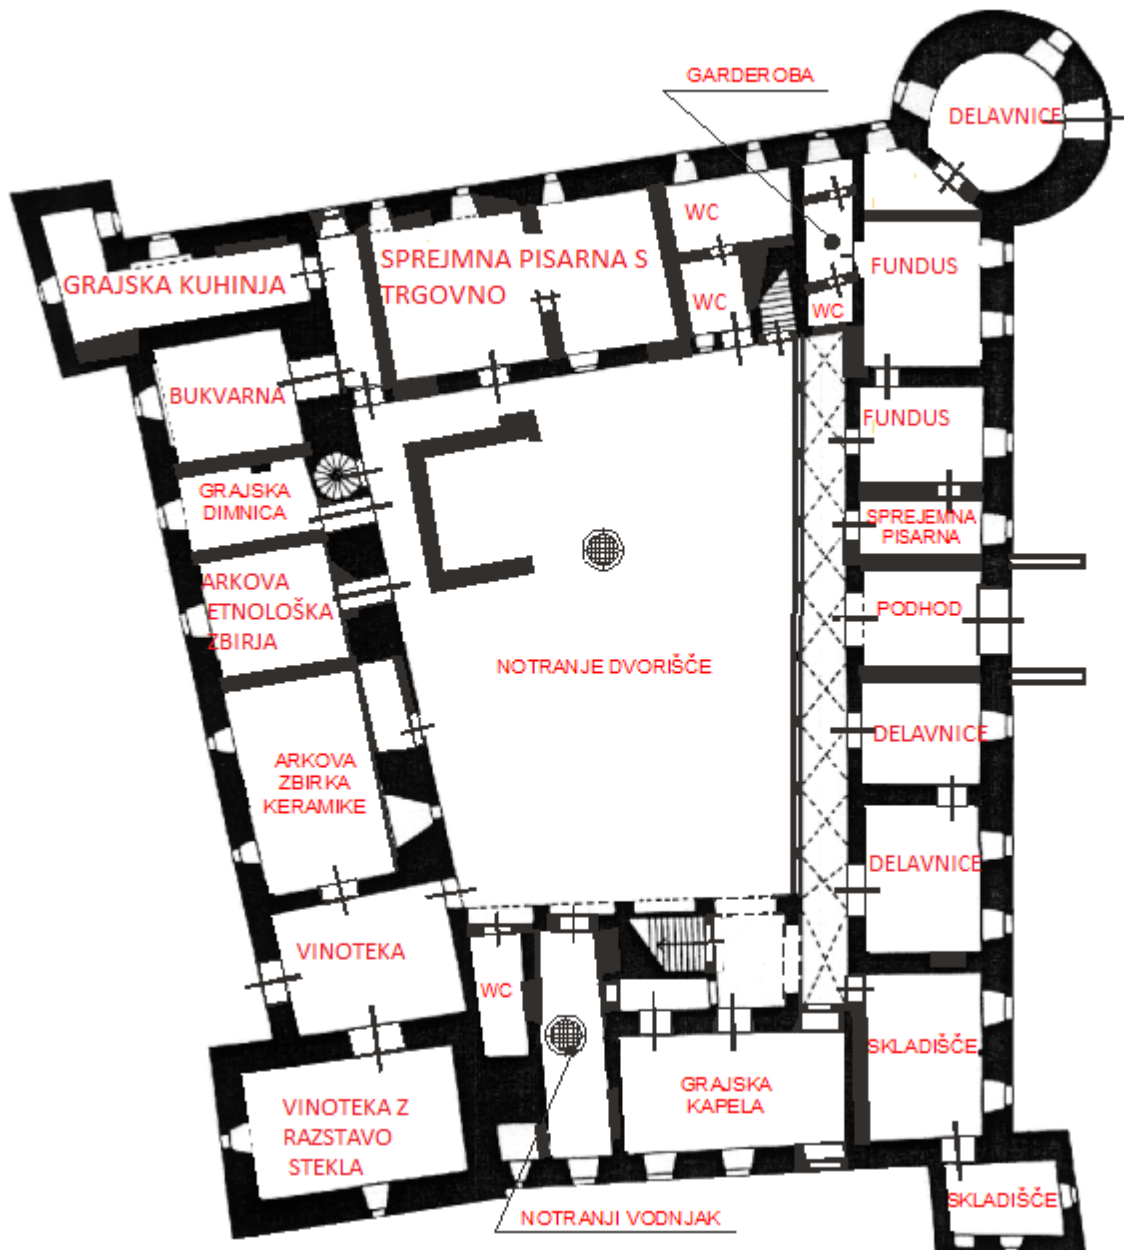 GARDEROBA
DELAVNICE
WC
SPREJMNA PISARNA S
TRGOVNO
FUNDUS
GRAJSKA KUHINJA
WC
WC
BUKVARNA
FUNDUS
GRAJSKA
DIMNICA
SPREJEMNA
PISARNA
ARKOVA
ETNOLOŠKA
ZBIRJA
PODHOD
NOTRANJE DVORIŠČE
DELAVNICE
ARKOVA
ZBIRKA
KERAMIKE
DELAVNICE
VINOTEKA
WC
SKLADIŠČE
GRAJSKA
KAPELA
VINOTEKA Z
RAZSTAVO
STEKLA
SKLADIŠČE
NOTRANJI VODNJAK